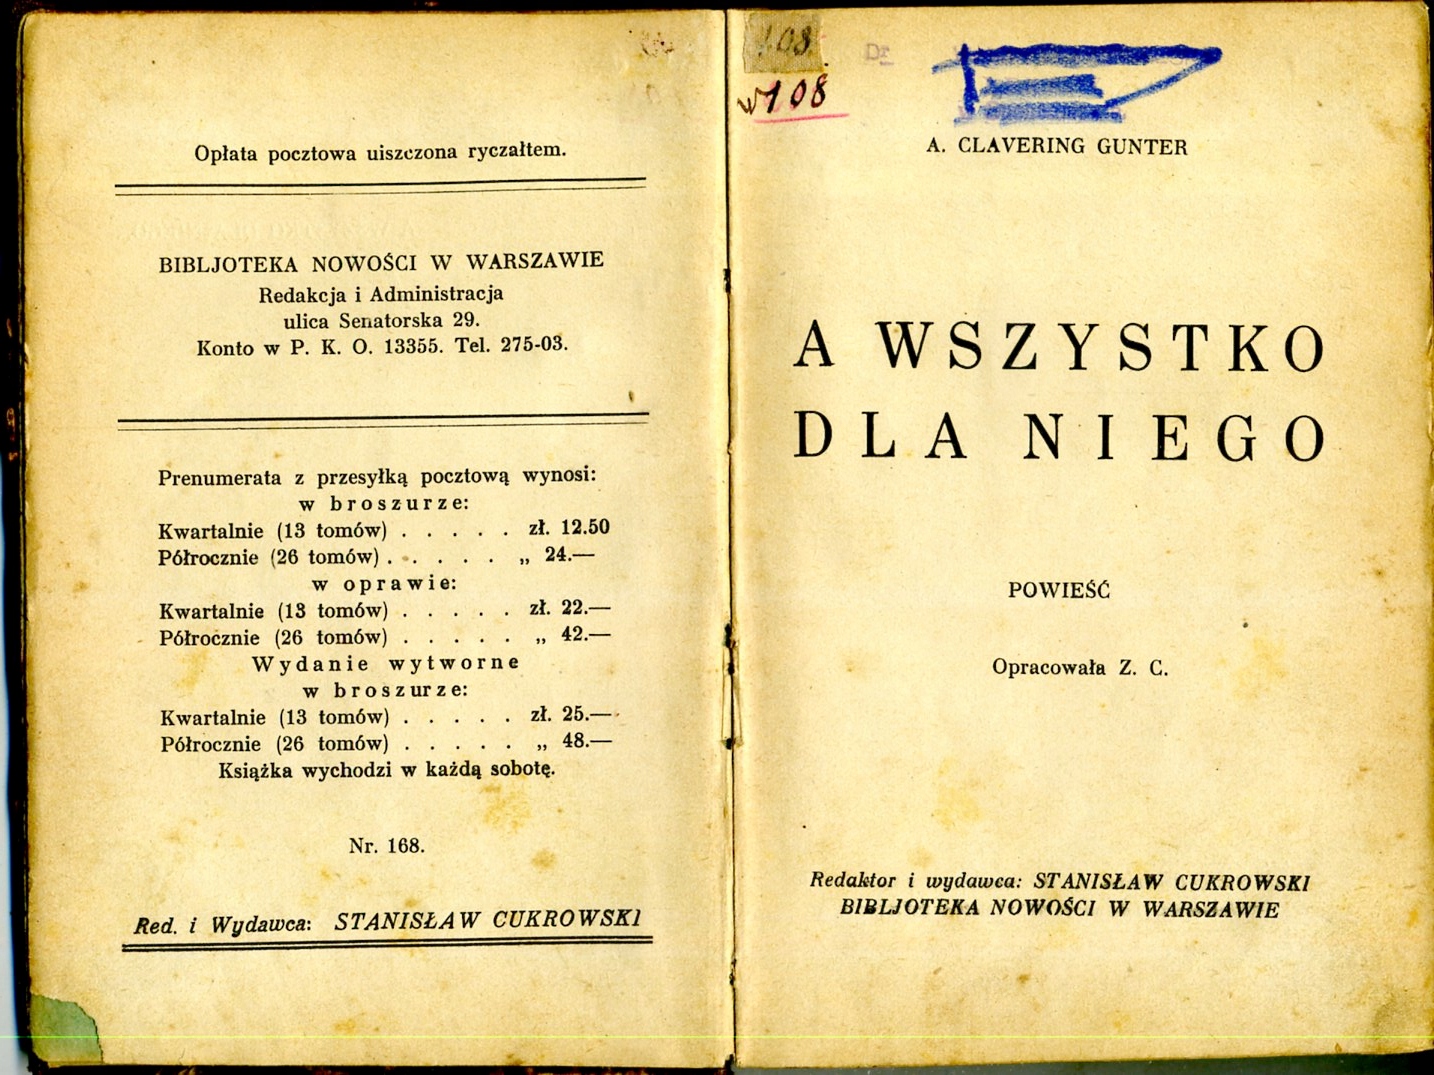 Opłata pocztowa uiszczona ryczałtem.
BIBLJOTEKA NOWOŚCI W WARSZAWIE
Redakcja i Administracja
ulica Senatorska 29.
Konto w P. K. O. 13355. Tel. 275-03.
Prenumerata z przesyłką pocztową wynosi:
w broszurze:
Kwartalnie (13 tomów) . . . . . zł. 12.50
Półrocznie (26 tomów) . . . . . „ 24.—
w oprawie:
Kwartalnie (13 tomów) . . . . . zł. 22.—
Półrocznie (26 tomów) . . . . . „ 42.—
Wydanie wytworne
w broszurze:
Kwartalnie (13 tomów) . . . . . zł. 25.—
Półrocznie (26 tomów) . . . . . „ 48.—
Książka wychodzi w każdą sobotę.
Nr. 168.
Red. i Wydawca: STANISŁAW CUKROWSKI
108
Dr
108
A. CLAVERING GUNTER
A WSZYSTKO
DLA NIEGO
POWIEŚĆ
Opracowała Z. C.
Redaktor i wydawca: STANISŁAW CUKROWSKI
BIBLJOTEKA NOWOŚCI W WARSZAWIE